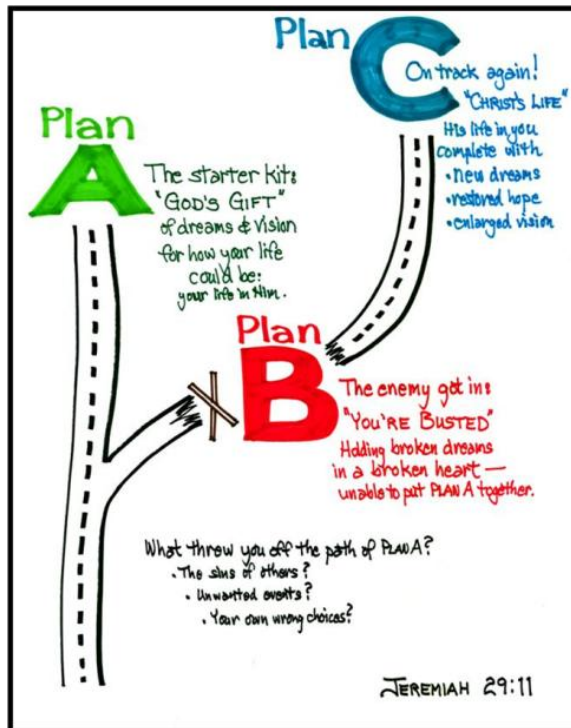 Plan
A
The starter kit:
"GOD'S GIFT"
of dreams & vision
for how your life
could be:
your life in Him.
Plan
B
The enemy got in:
"YOU'RE BUSTED"
Holding broken dreams
in a broken heart —
unable to put PLAN A together.
Plan
C
On track again!
"CHRIST'S LIFE"
His life in you
complete with
• new dreams
• restored hope
• enlarged vision
What threw you off the path of PLAN A?
• The sins of others?
• Unwanted events?
• Your own wrong choices?
JEREMIAH 29:11